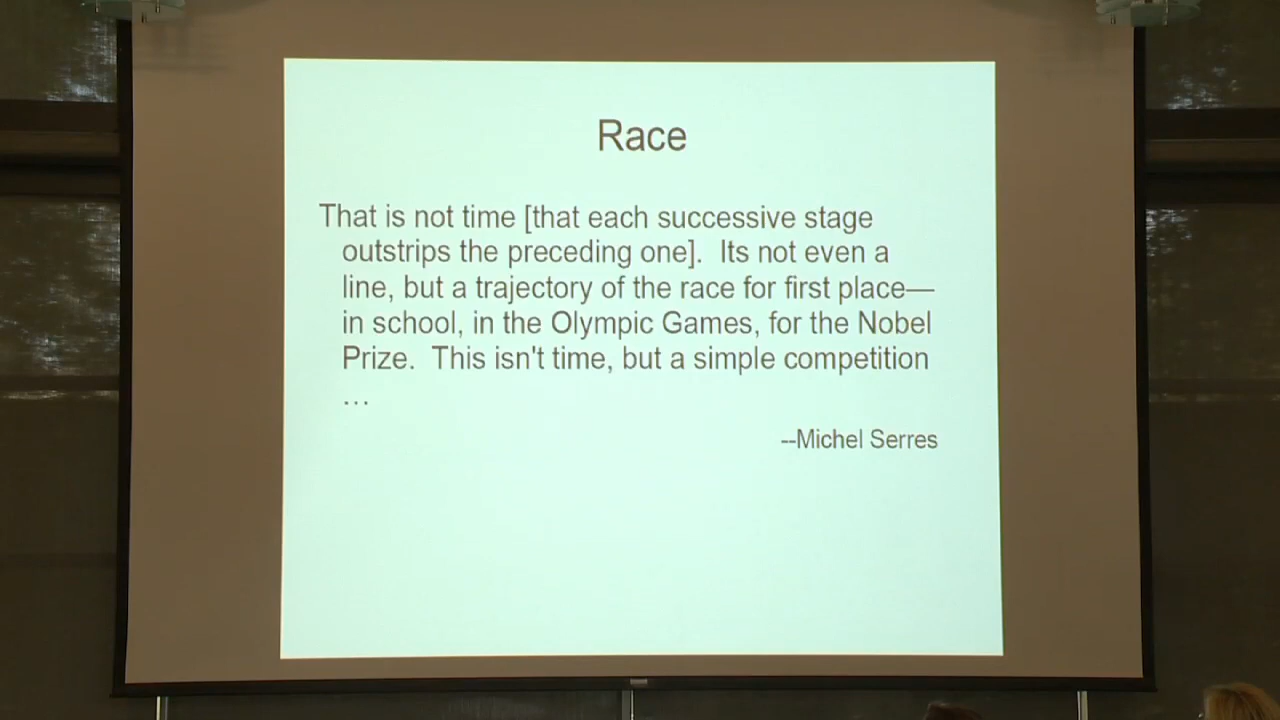 Race
That is not time [that each successive stage
outstrips the preceding one].  Its not even a
line, but a trajectory of the race for first place—
in school, in the Olympic Games, for the Nobel
Prize.  This isn't time, but a simple competition
…
--Michel Serres